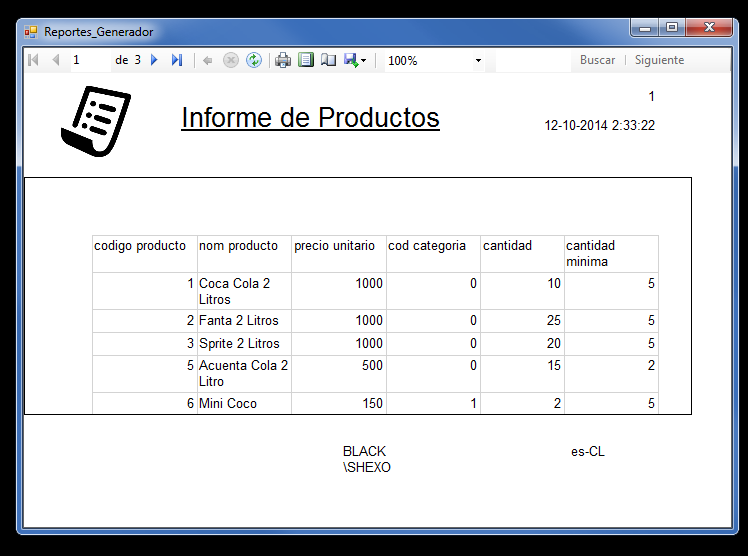 Reportes_Generador
1 de 3 100% Buscar Siguiente
1
Informe de Productos
12-10-2014 2:33:22
codigo producto nom producto precio unitario cod categoria cantidad cantidad
minima
1 Coca Cola 2 1000 0 10 5
Litros
2 Fanta 2 Litros 1000 0 25 5
3 Sprite 2 Litros 1000 0 20 5
5 Acuenta Cola 2 500 0 15 2
Litro
6 Mini Coco 150 1 2 5
BLACK es-CL
\SHEXO